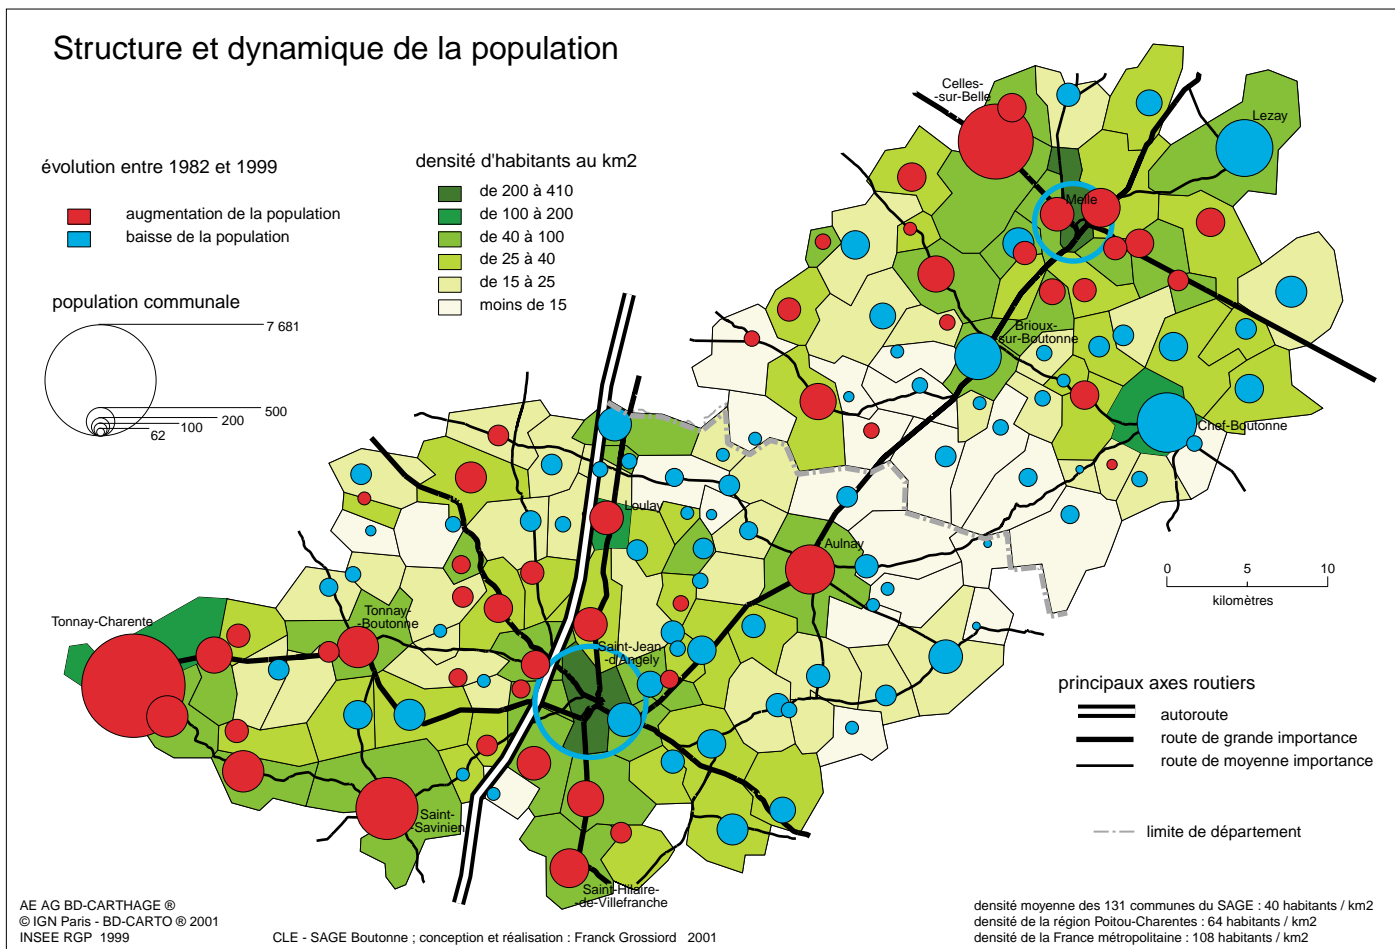 Structure et dynamique de la population
évolution entre 1982 et 1999
augmentation de la population
baisse de la population
population communale
7 681
500
200
100
62
densité d'habitants au km2
de 200 à 410
de 100 à 200
de 40 à 100
de 25 à 40
de 15 à 25
moins de 15
Celles-
-sur-Belle
Lezay
Melle
Brioux-
-sur-Boutonne
Chef-Boutonne
Loulay
Aulnay
Tonnay-Charente
Tonnay-
-Boutonne
Saint-Jean
-d'Angely
Saint-
-Savinien
Saint-Hilaire-
-de-Villefranche
0 5 10
kilomètres
principaux axes routiers
autoroute
route de grande importance
route de moyenne importance
limite de département
AE AG BD-CARTHAGE ®
© IGN Paris - BD-CARTO ® 2001
INSEE RGP 1999
CLE - SAGE Boutonne ; conception et réalisation : Franck Grossiord 2001
densité moyenne des 131 communes du SAGE : 40 habitants / km2
densité de la région Poitou-Charentes : 64 habitants / km2
densité de la France métropolitaine : 108 habitants / km2